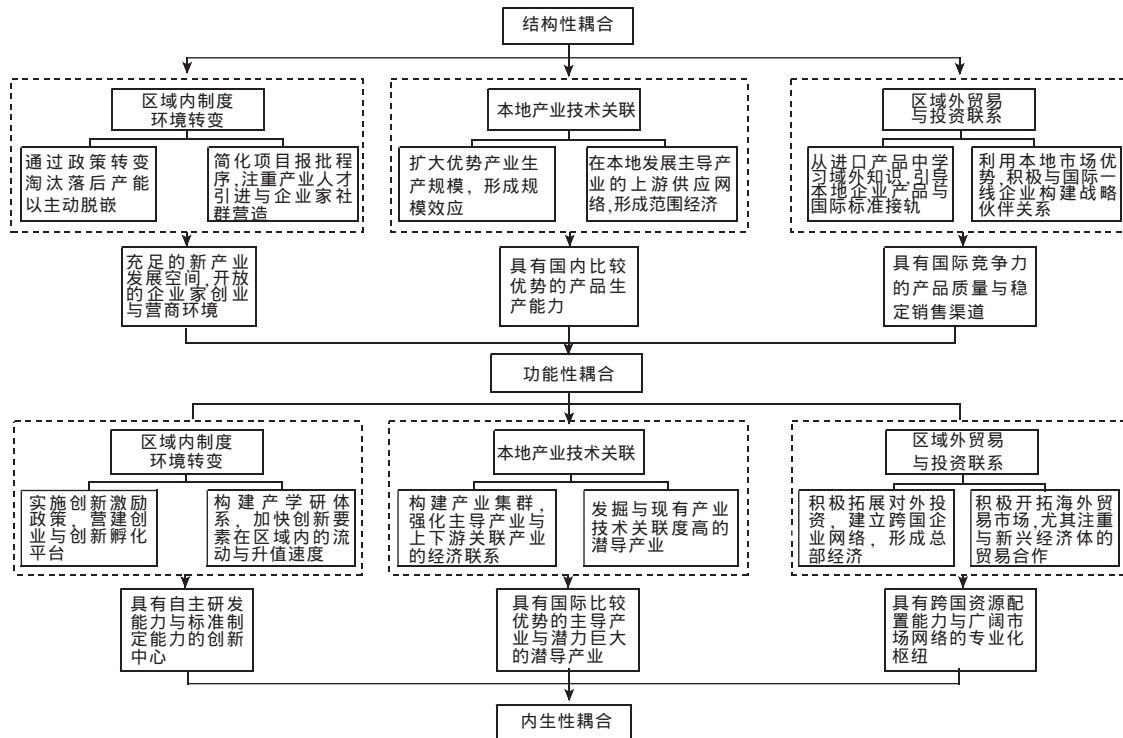 结构性耦合
区域内制度
环境转变
通过政策转变
淘汰落后产能
以主动脱嵌
简化项目报批程
序,注重产业人才
引进与企业家社
群营造
本地产业技术关联
扩大优势产业生
产规模，形成规
模效应
在本地发展主导产
业的上游供应网
络,形成范围经济
区域外贸易
与投资联系
从进口产品中学
习域外知识,引导
本地企业产品与
国际标准接轨
利用本地市场优
势,积极与国际一
线企业构建战略
伙伴关系
充足的新产业
发展空间,开放
的企业家创业
与营商环境
具有国内比较
优势的产品生
产能力
具有国际竞争力
的产品质量与稳
定销售渠道
功能性耦合
区域内制度
环境转变
实施创新激励
政策，营建创
业与创新孵化
平台
构建产学研体
系，加快创新要
素在区域内的流
动与升值速度
本地产业技术关联
构建产业集群，
强化主导产业与
上下游关联产业
的经济联系
发掘与现有产业
技术关联度高的
潜导产业
区域外贸易
与投资联系
积极拓展对外投
资，建立跨国企
业网络，形成总
部经济
积极开拓海外贸
易市场,尤其注重
与新兴经济体的
贸易合作
具有自主研发
能力与标准制
定能力的创新
中心
具有国际比较
优势的主导产
业与潜力巨大
的潜导产业
具有跨国资源配
置能力与广阔市
场网络的专业化
枢纽
内生性耦合